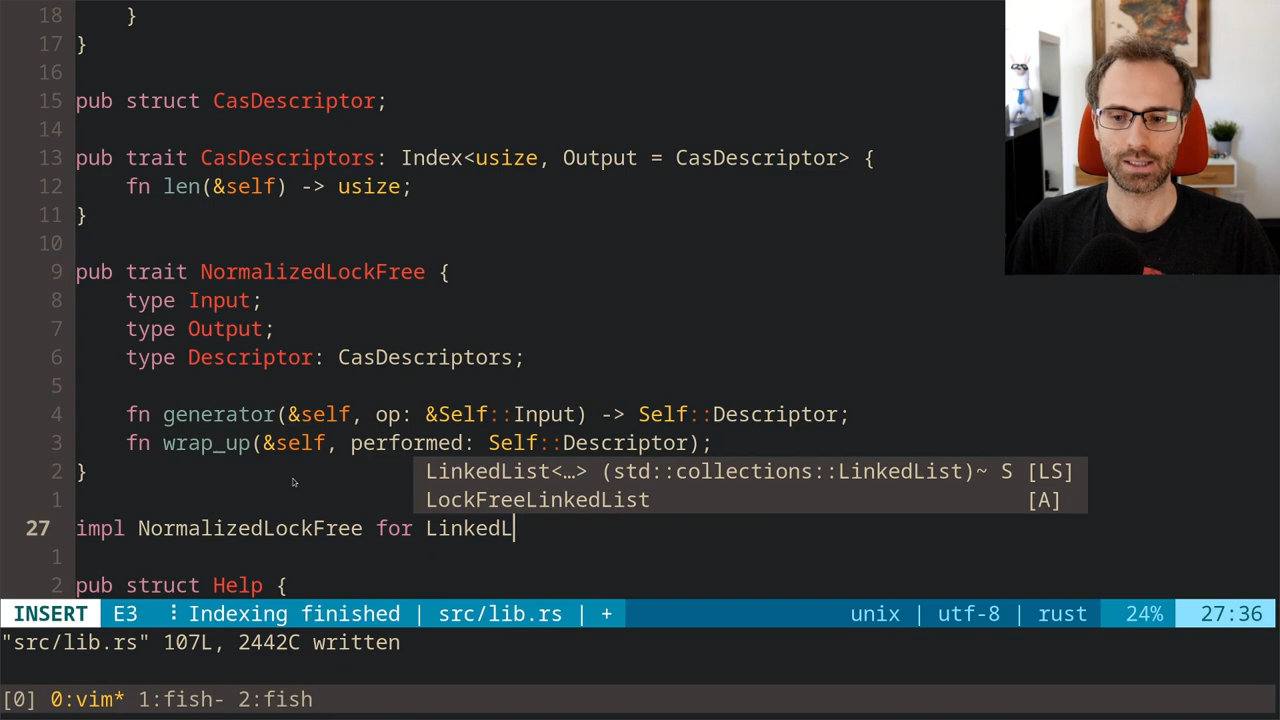 18     }
17 }
16
15 pub struct CasDescriptor;
14
13 pub trait CasDescriptors: Index<usize, Output = CasDescriptor> {
12     fn len(&self) -> usize;
11 }
10
9 pub trait NormalizedLockFree {
8     type Input;
7     type Output;
6     type Descriptor: CasDescriptors;
5
4     fn generator(&self, op: &Self::Input) -> Self::Descriptor;
3     fn wrap_up(&self, performed: Self::Descriptor);
2 }
LinkedList<…> (std::collections::LinkedList)~ S [LS]
1
LockFreeLinkedList [A]
27 impl NormalizedLockFree for LinkedL
1
2 pub struct Help {
INSERT E3 ⠸ Indexing finished | src/lib.rs | + unix | utf-8 | rust 24% 27:36
"src/lib.rs" 107L, 2442C written
[0] 0:vim* 1:fish- 2:fish